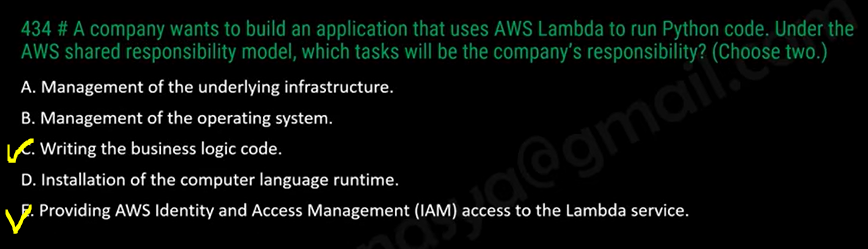 434 # A company wants to build an application that uses AWS Lambda to run Python code. Under the
AWS shared responsibility model, which tasks will be the company's responsibility? (Choose two.)
A. Management of the underlying infrastructure.
B. Management of the operating system.
C. Writing the business logic code.
D. Installation of the computer language runtime.
E. Providing AWS Identity and Access Management (IAM) access to the Lambda service.
@gmail.com